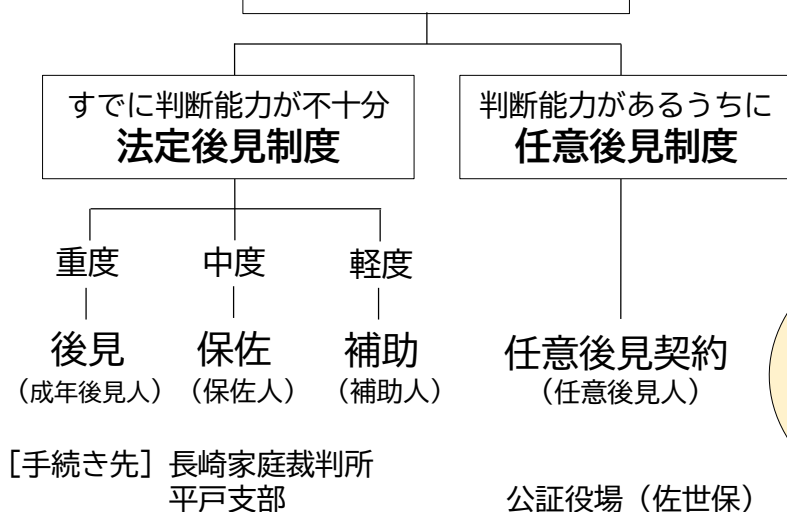 すでに判断能力が不十分
法定後見制度
判断能力があるうちに
任意後見制度
重度
中度
軽度
後見
（成年後見人）
保佐
（保佐人）
補助
（補助人）
任意後見契約
（任意後見人）
［手続き先］長崎家庭裁判所
平戸支部
公証役場（佐世保）